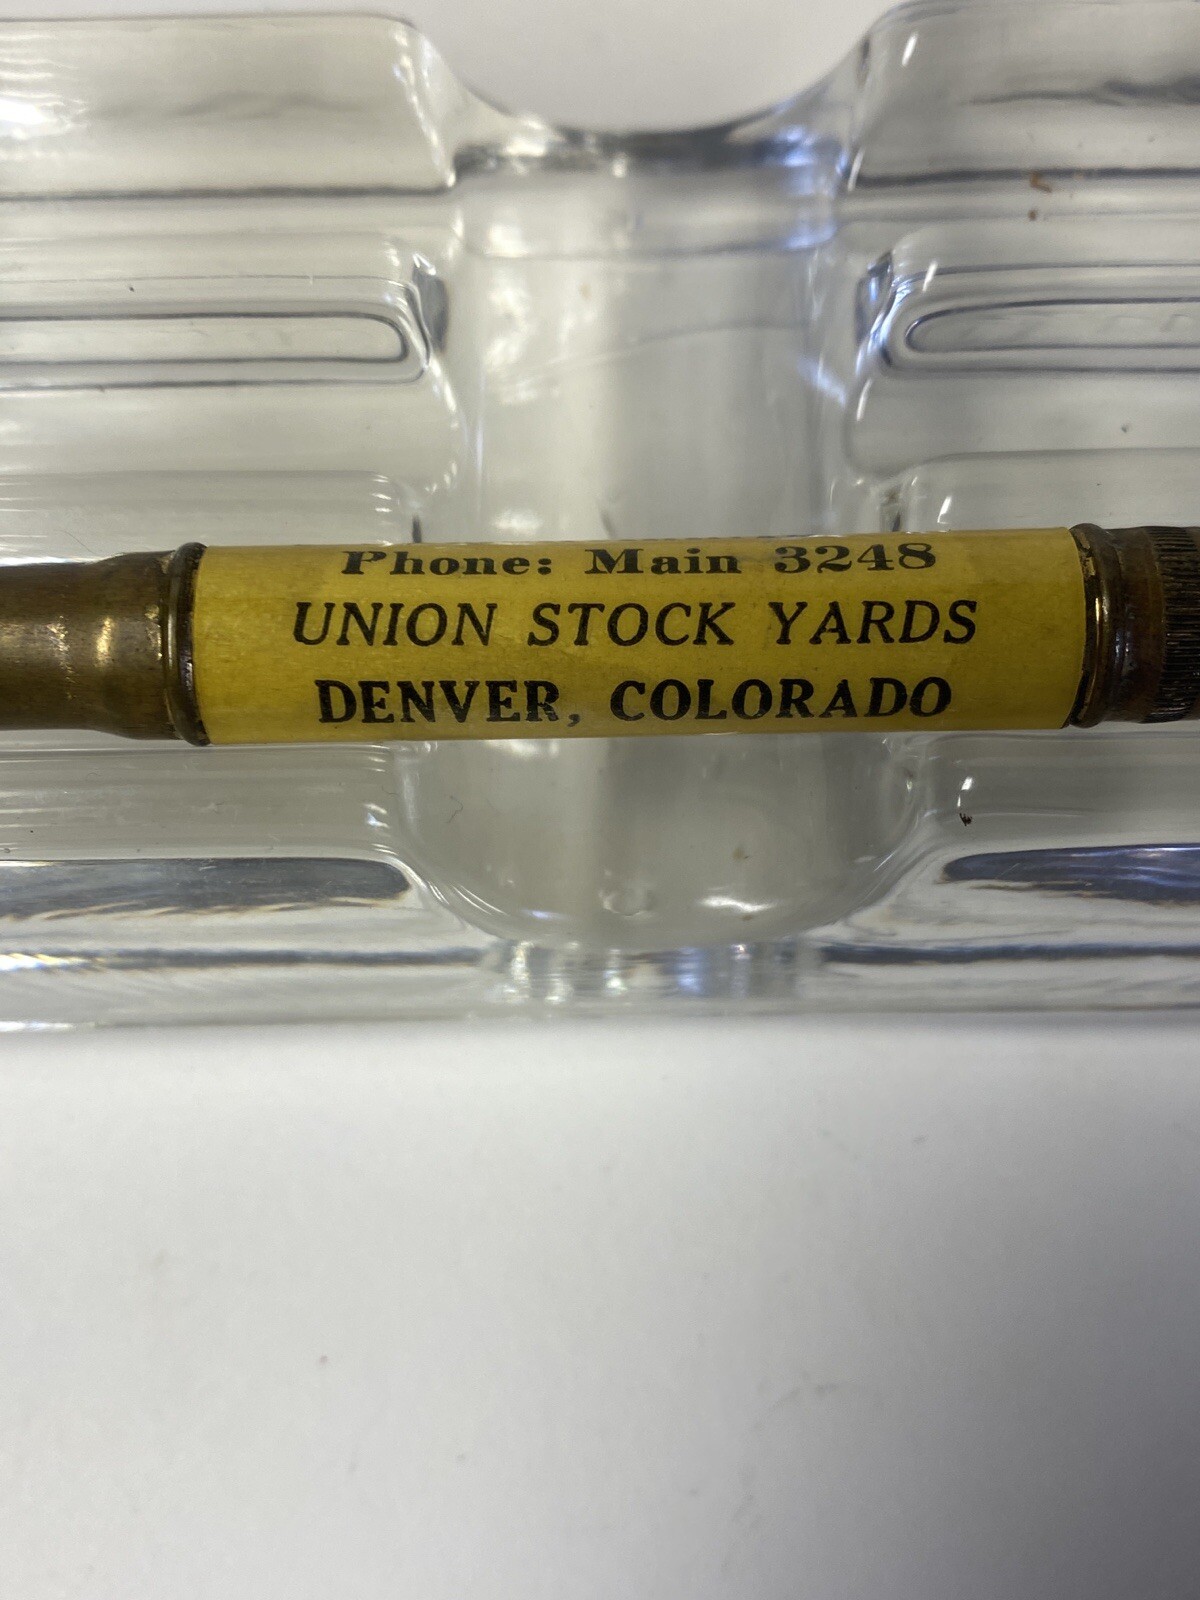 Phone: Main 3248
UNION STOCK YARDS
DENVER, COLORADO